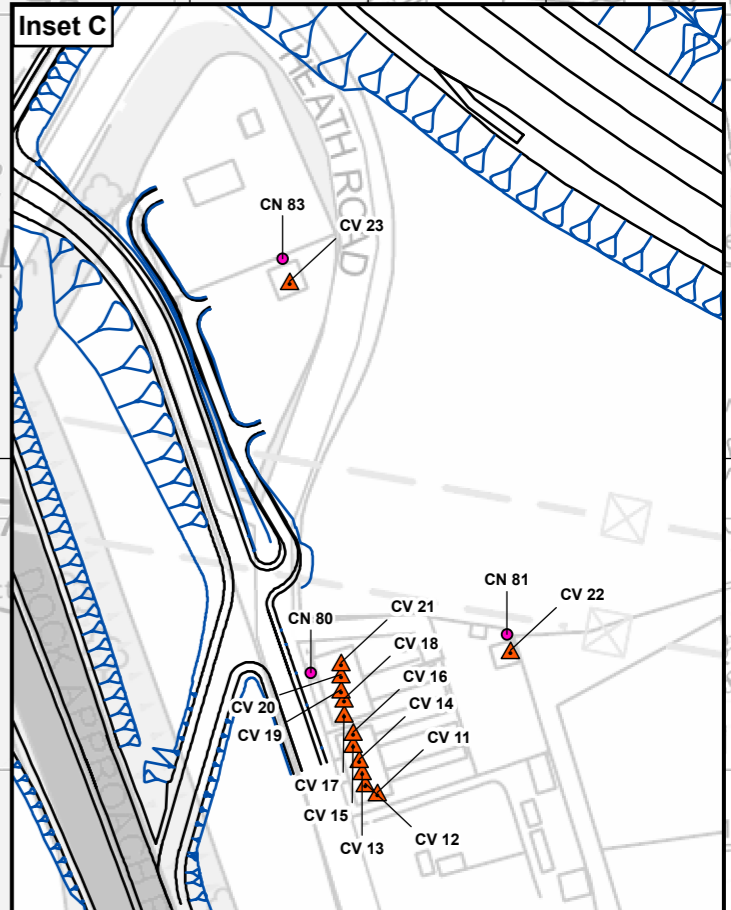 Inset C
HEATH ROAD
CN 83
CV 23
CN 81
CV 22
CV 21
CN 80
CV 18
CV 16
CV 20
CV 14
CV 19
CV 11
CV 17
CV 15
CV 12
CV 13
DOCK APPROACH